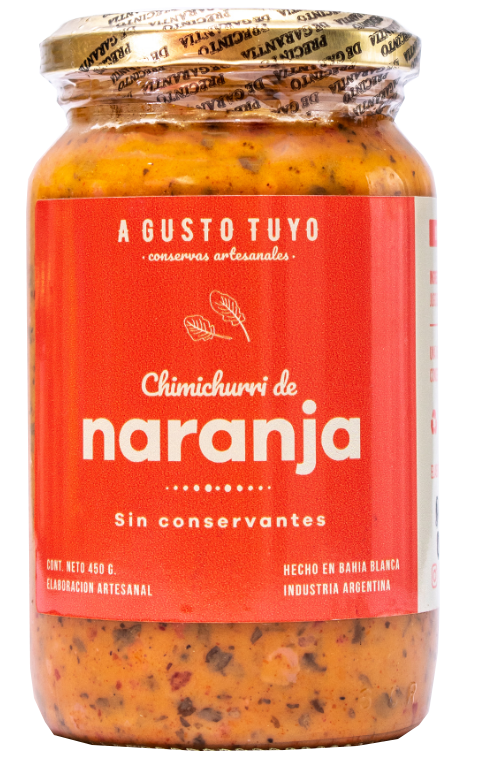 PRECINTO
DE GARANTIA
A GUSTO TUYO
· conservas artesanales ·
Chimichurri de
naranja
Sin conservantes
CONT. NETO 450 G.
ELABORACION ARTESANAL
HECHO EN BAHIA BLANCA
INDUSTRIA ARGENTINA